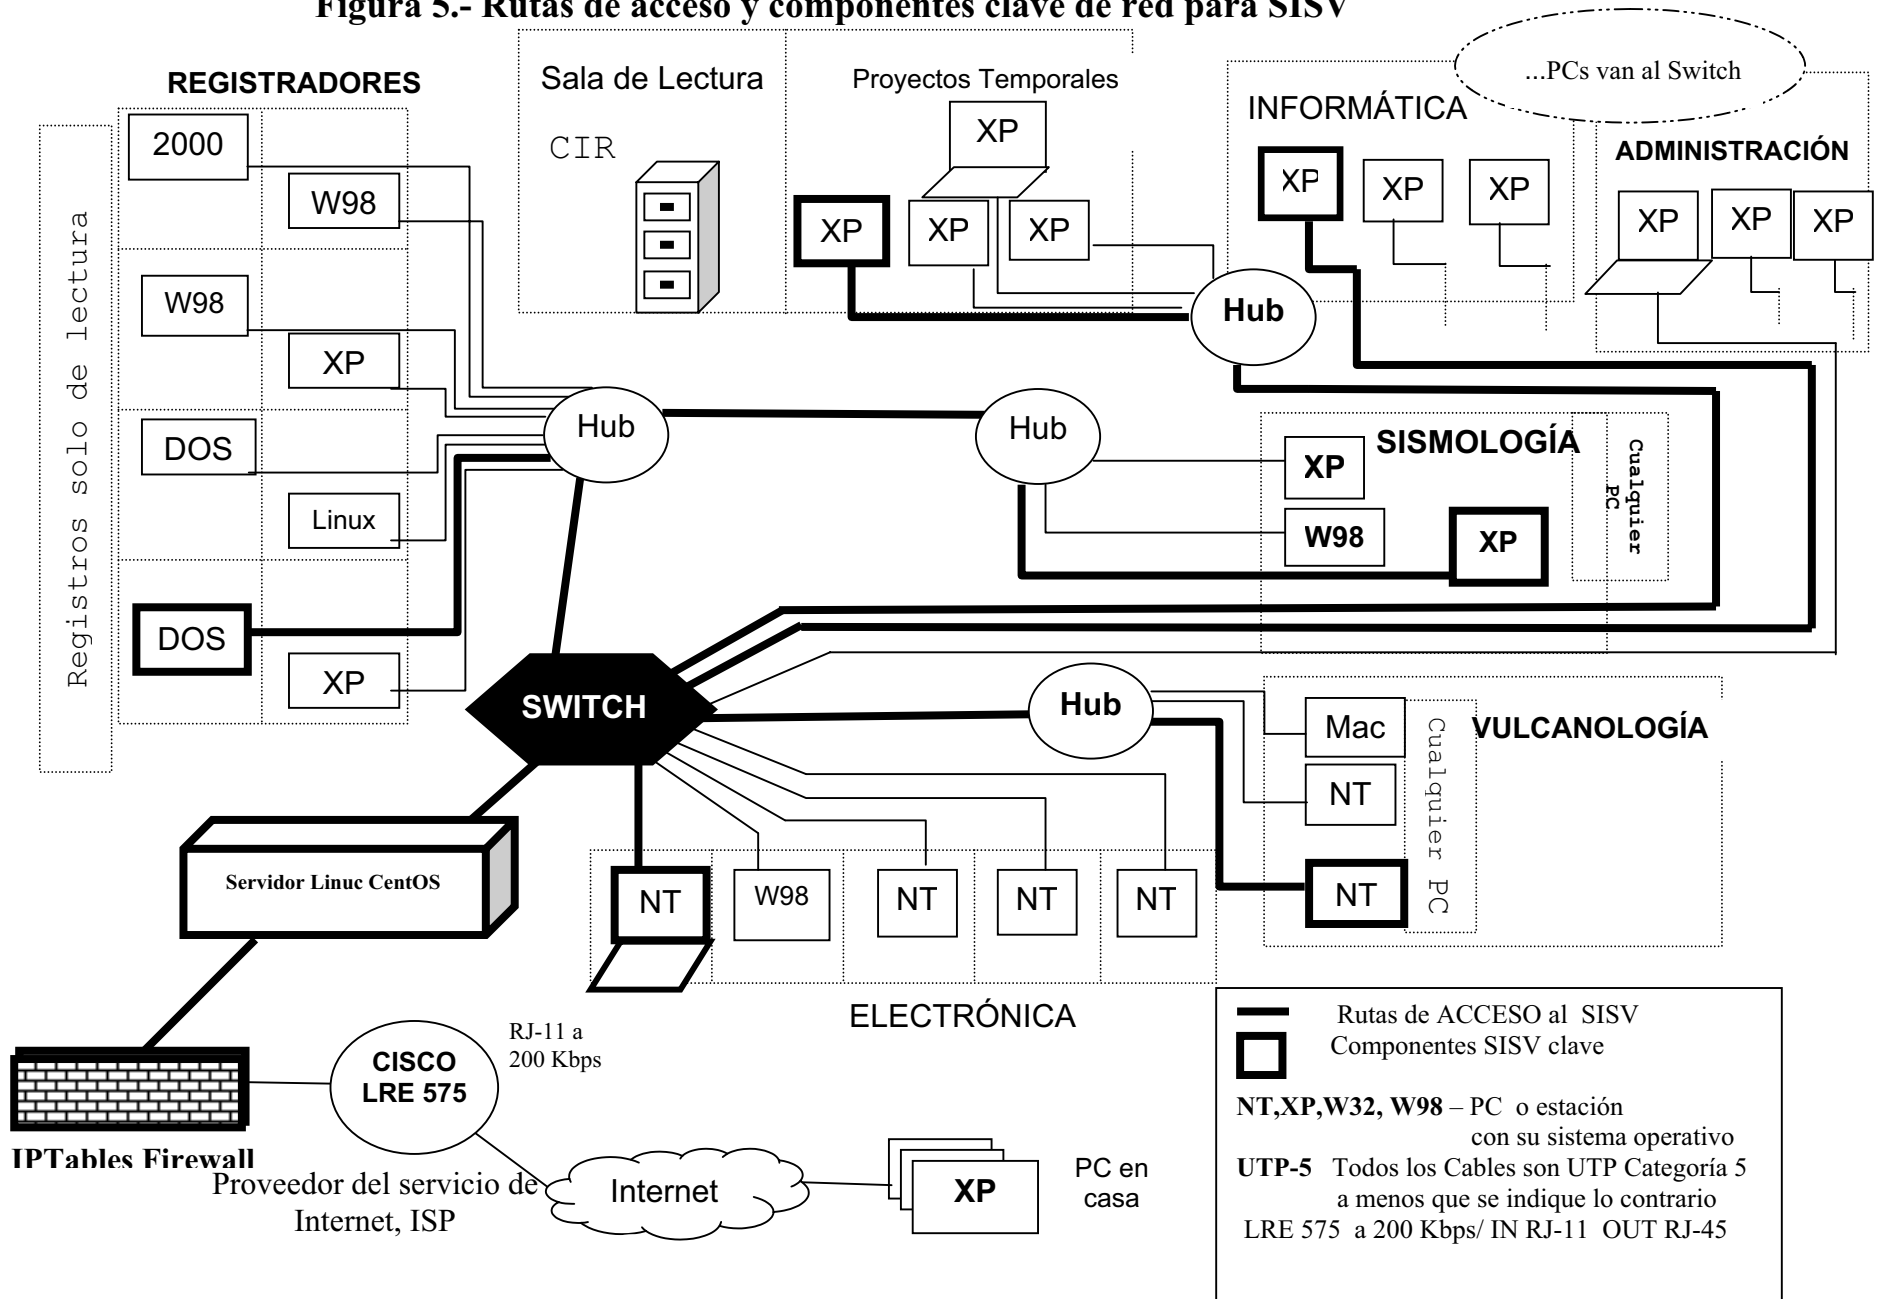 Figura 5.- Rutas de acceso y componentes clave de red para SISV
REGISTRADORES
Registros solo de lectura
2000
W98
W98
XP
DOS
Linux
DOS
XP
Sala de Lectura
CIR
Proyectos Temporales
XP
XP
XP
XP
INFORMÁTICA
XP
XP
XP
...PCs van al Switch
ADMINISTRACIÓN
XP
XP
XP
Hub
Hub
Hub
SISMOLOGÍA
XP
W98
XP
Cualquier
PC
SWITCH
Hub
VULCANOLOGÍA
Mac
NT
NT
Cualquier PC
Servidor Linuc CentOS
NT
W98
NT
NT
NT
ELECTRÓNICA
IPTables Firewall
CISCO
LRE 575
RJ-11 a
200 Kbps
Proveedor del servicio de
Internet, ISP
Internet
XP
PC en
casa
Rutas de ACCESO al SISV
Componentes SISV clave
NT,XP,W32, W98 – PC o estación
con su sistema operativo
UTP-5 Todos los Cables son UTP Categoría 5
a menos que se indique lo contrario
LRE 575 a 200 Kbps/ IN RJ-11 OUT RJ-45